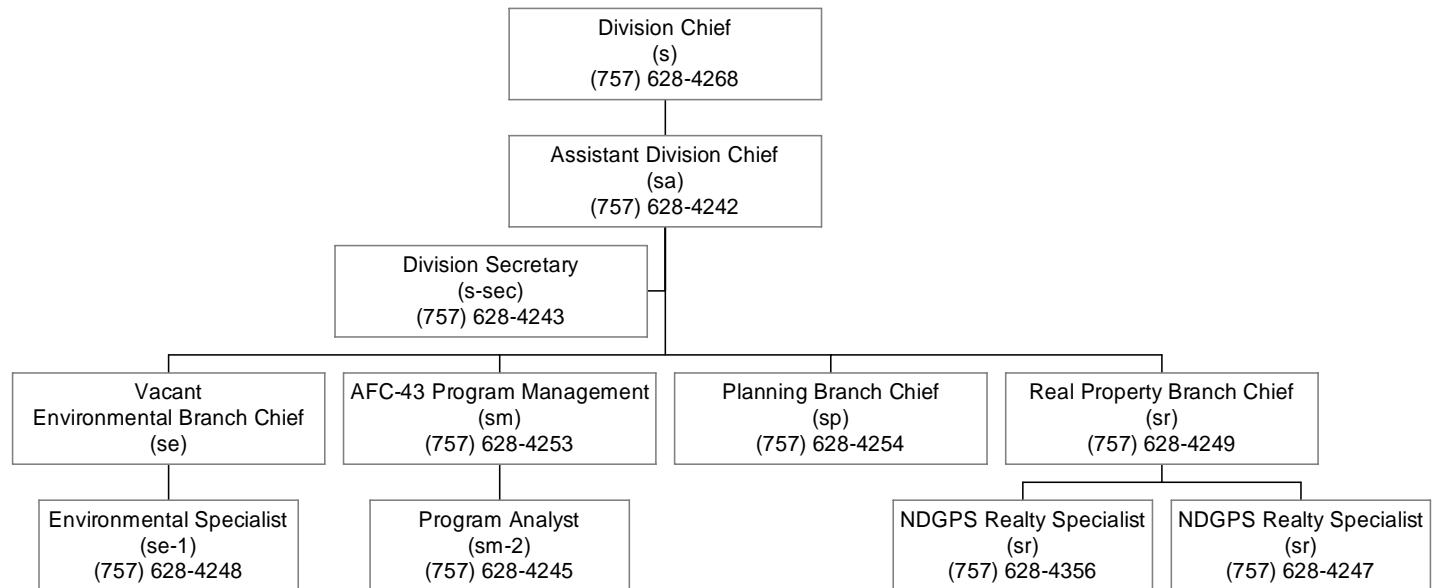 Division Chief
(s)
(757) 628-4268
Assistant Division Chief
(sa)
(757) 628-4242
Division Secretary
(s-sec)
(757) 628-4243
Vacant
Environmental Branch Chief
(se)
AFC-43 Program Management
(sm)
(757) 628-4253
Planning Branch Chief
(sp)
(757) 628-4254
Real Property Branch Chief
(sr)
(757) 628-4249
Environmental Specialist
(se-1)
(757) 628-4248
Program Analyst
(sm-2)
(757) 628-4245
NDGPS Realty Specialist
(sr)
(757) 628-4356
NDGPS Realty Specialist
(sr)
(757) 628-4247